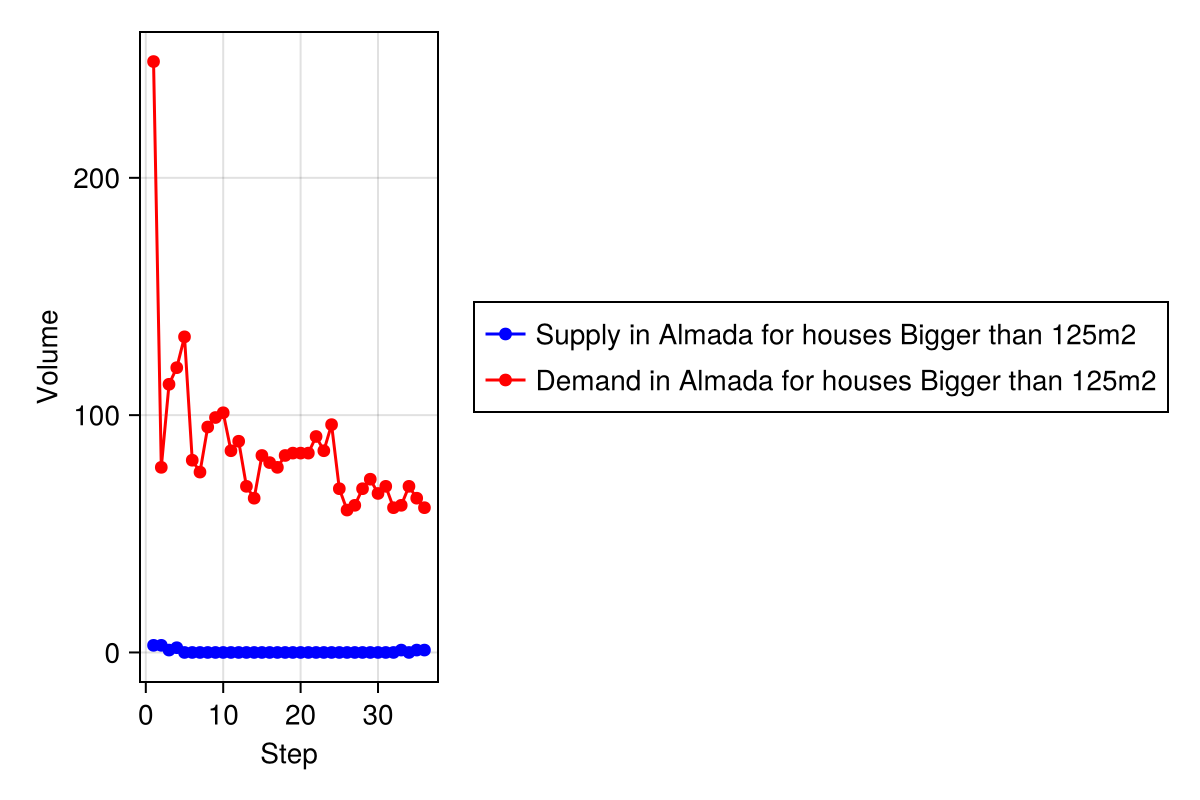 200
100
0
Volume
0 10 20 30
Step
Supply in Almada for houses Bigger than 125m2
Demand in Almada for houses Bigger than 125m2